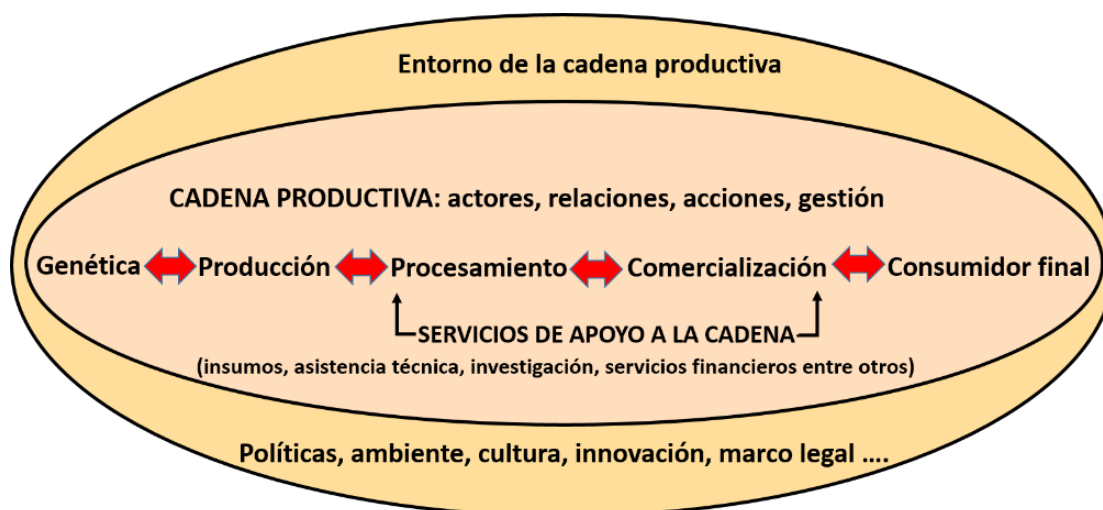 Entorno de la cadena productiva
CADENA PRODUCTIVA: actores, relaciones, acciones, gestión
Genética Producción Procesamiento Comercialización Consumidor final
SERVICIOS DE APOYO A LA CADENA
(insumos, asistencia técnica, investigación, servicios financieros entre otros)
Políticas, ambiente, cultura, innovación, marco legal ....